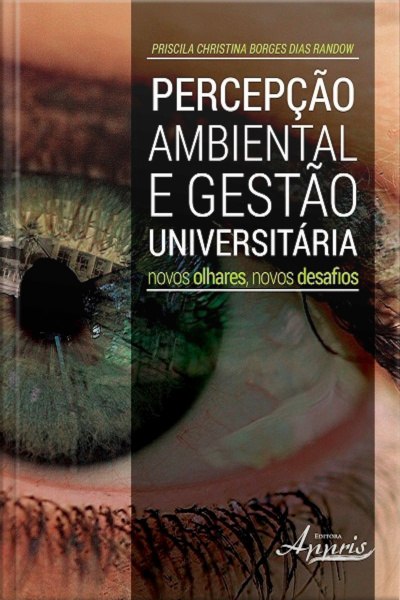 PRISCILA CHRISTINA BORGES DIAS RANDOW
PERCEPÇÃO
AMBIENTAL
E GESTÃO
UNIVERSITÁRIA
novos olhares, novos desafios
EDITORA
Appris